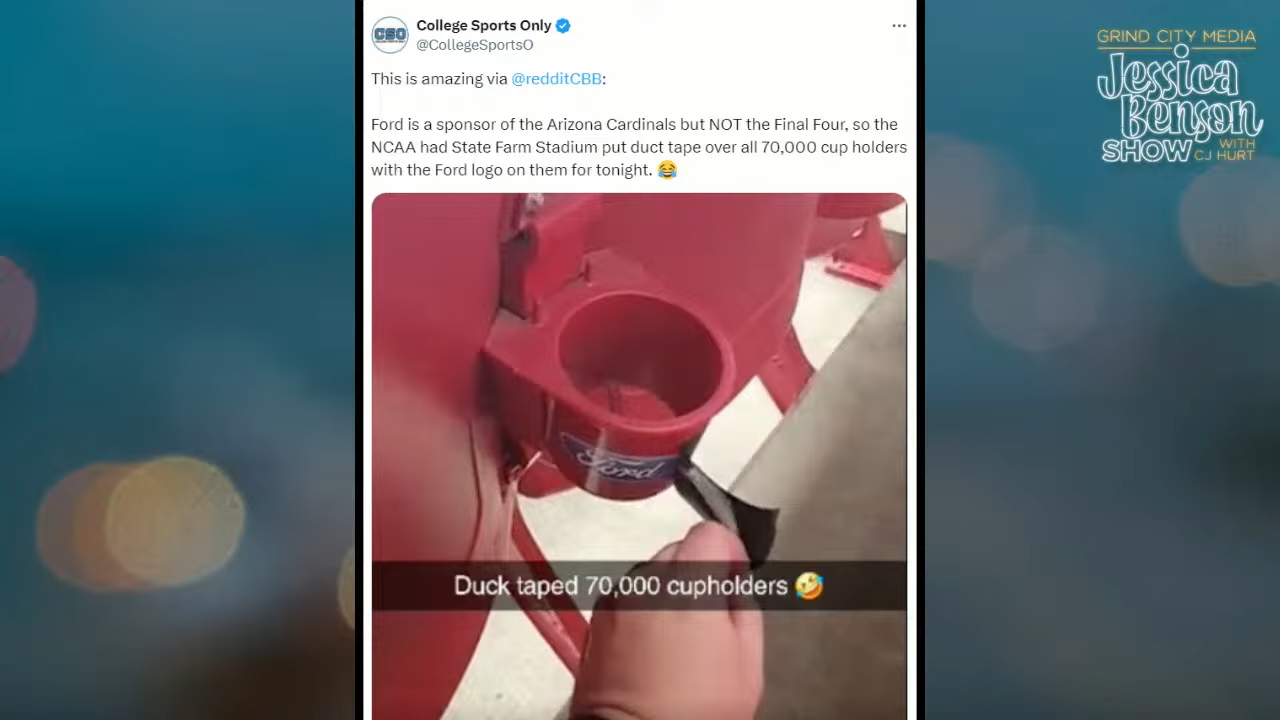 College Sports Only
@CollegeSportsO
This is amazing via @redditCBB:
Ford is a sponsor of the Arizona Cardinals but NOT the Final Four, so the
NCAA had State Farm Stadium put duct tape over all 70,000 cup holders
with the Ford logo on them for tonight. 😂
Ford
Duck taped 70,000 cupholders 🤣
GRIND CITY MEDIA
Jessica
Benson
SHOW WITH
CJ HURT